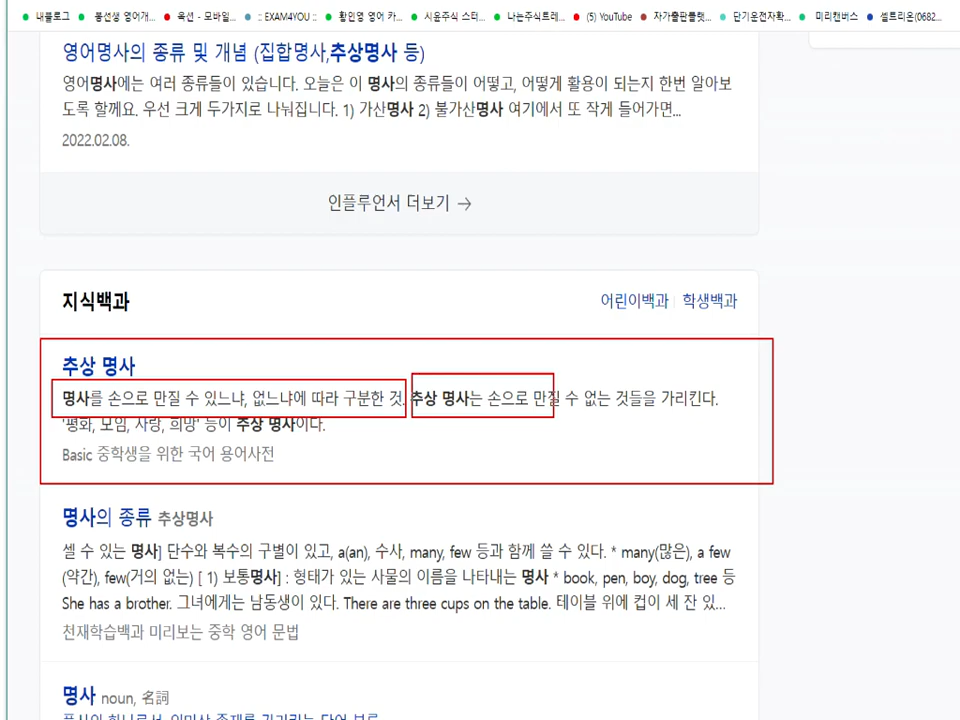 내블로그 봉선생 영어개... 옥션 - 모바일... :: EXAM4YOU :: 황인영 영어 카... 시윤주식 스터... 나는주식트레... (5) YouTube 자가출판플랫... 단기운전자확... 미리캔버스 셀트리온(0682...
영어명사의 종류 및 개념 (집합명사,추상명사 등)
영어명사에는 여러 종류들이 있습니다. 오늘은 이 명사의 종류들이 어떻고, 어떻게 활용이 되는지 한번 알아보
도록 할께요. 우선 크게 두가지로 나눠집니다. 1) 가산명사 2) 불가산명사 여기에서 또 작게 들어가면...
2022.02.08.
인플루언서 더보기 →
지식백과 어린이백과 학생백과
추상 명사
명사를 손으로 만질 수 있느냐, 없느냐에 따라 구분한 것. 추상 명사는 손으로 만질 수 없는 것들을 가리킨다.
'평화, 모임, 사랑, 희망' 등이 추상 명사이다.
Basic 중학생을 위한 국어 용어사전
명사의 종류 추상명사
셀 수 있는 명사] 단수와 복수의 구별이 있고, a(an), 수사, many, few 등과 함께 쓸 수 있다. * many(많은), a few
(약간), few(거의 없는) [ 1) 보통명사] : 형태가 있는 사물의 이름을 나타내는 명사 * book, pen, boy, dog, tree 등
She has a brother. 그녀에게는 남동생이 있다. There are three cups on the table. 테이블 위에 컵이 세 잔 있...
천재학습백과 미리보는 중학 영어 문법
명사 noun, 名詞